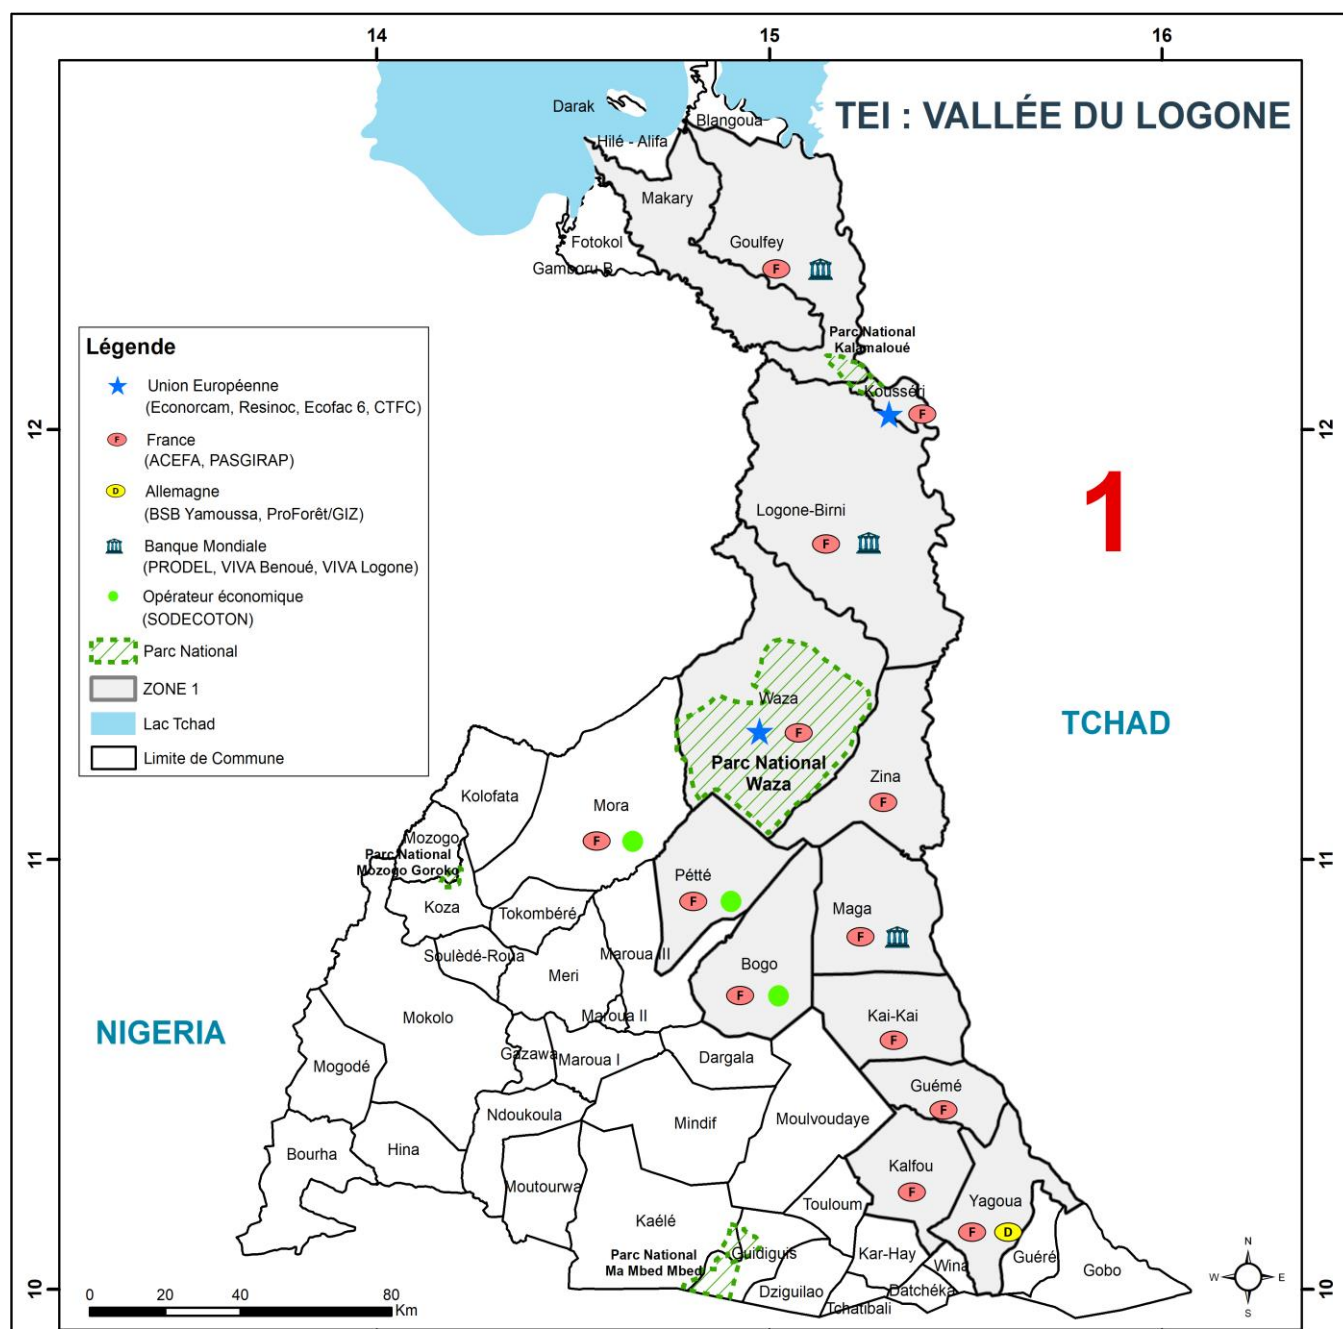 14 15 16
TEI : VALLÉE DU LOGONE
Darak
Blangoua
Hilé - Alifa
Makary
Fotokol
Goulfey
Gamboru B
F
Légende
Union Européenne
(Econorcam, Resinoc, Ecofac 6, CTFC)
F France
(ACEFA, PASGIRAP)
D Allemagne
(BSB Yamoussa, ProForêt/GIZ)
Banque Mondiale
(PRODEL, VIVA Benoué, VIVA Logone)
Opérateur économique
(SODECOTON)
Parc National
ZONE 1
Lac Tchad
Limite de Commune
Parc National
Kalamaloué
Kousséri
F
12 12
1
Logone-Birni
F
Waza
F
Parc National
Waza
TCHAD
Zina
F
Kolofata
Mora
F
Mozogo
Parc National
Mozogo Goroko
11 11
Koza
Tokombéré
Pétté
F
Maga
F
Soulèdé-Roua
Meri
Maroua III
Bogo
F
Mokolo
Maroua II
Kai-Kai
F
NIGERIA
Mogodé
Gazawa
Maroua I
Dargala
Guémé
F
Ndoukoula
Mindif
Moulvoudaye
Bourha
Hina
Kalfou
F
Moutourwa
Touloum
Yagoua
F D
Kaélé
Parc National
Ma Mbed Mbed
Guidiguis
Kar-Hay
Wina
Guéré
Gobo
Dziguilao
Datchéka
Tchatibali
10 10
0 20 40 80
Km
N
W E
S